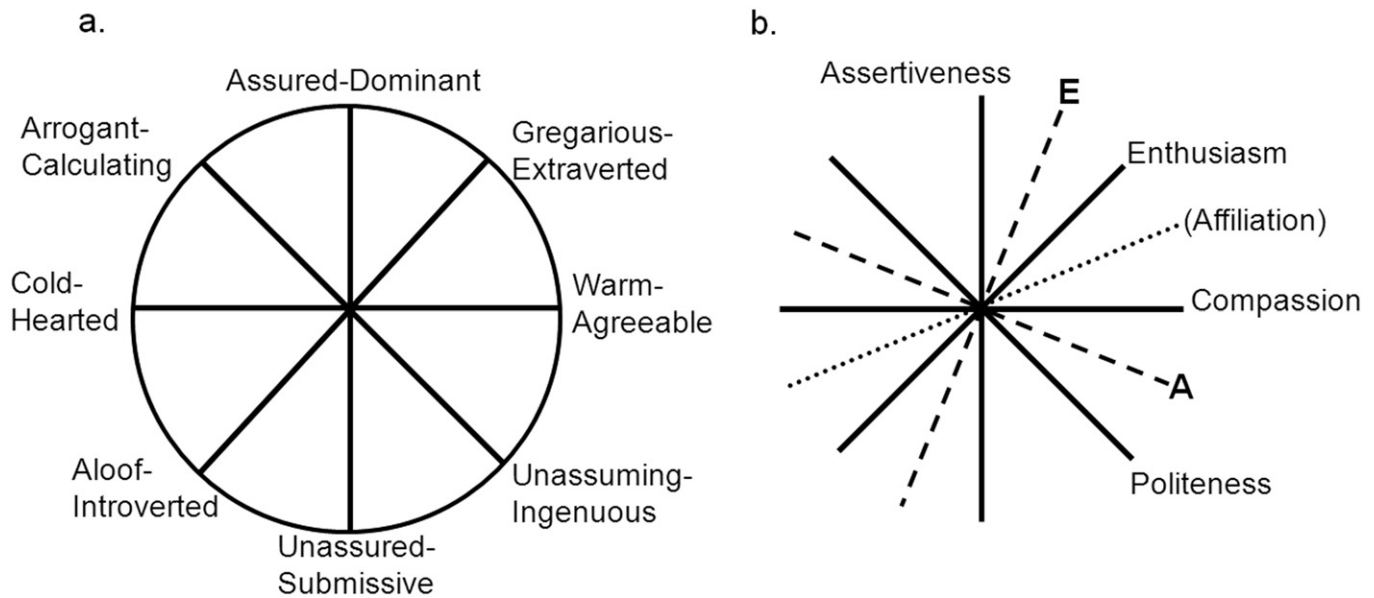 a.
Assured-Dominant
Arrogant-
Calculating
Gregarious-
Extraverted
Cold-
Hearted
Warm-
Agreeable
Aloof-
Introverted
Unassuming-
Ingenuous
Unassured-
Submissive
b.
Assertiveness
E
Enthusiasm
(Affiliation)
Compassion
A
Politeness